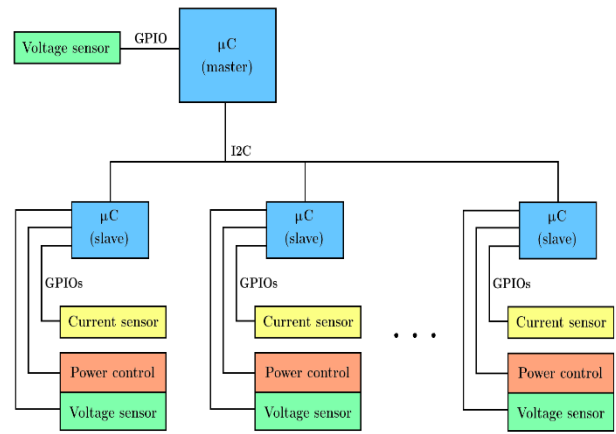 GPIO
Voltage sensor
µC
(master)
I2C
µC
(slave)
µC
(slave)
µC
(slave)
GPIOs
GPIOs
GPIOs
Current sensor
Current sensor
Current sensor
. . .
Power control
Power control
Power control
Voltage sensor
Voltage sensor
Voltage sensor